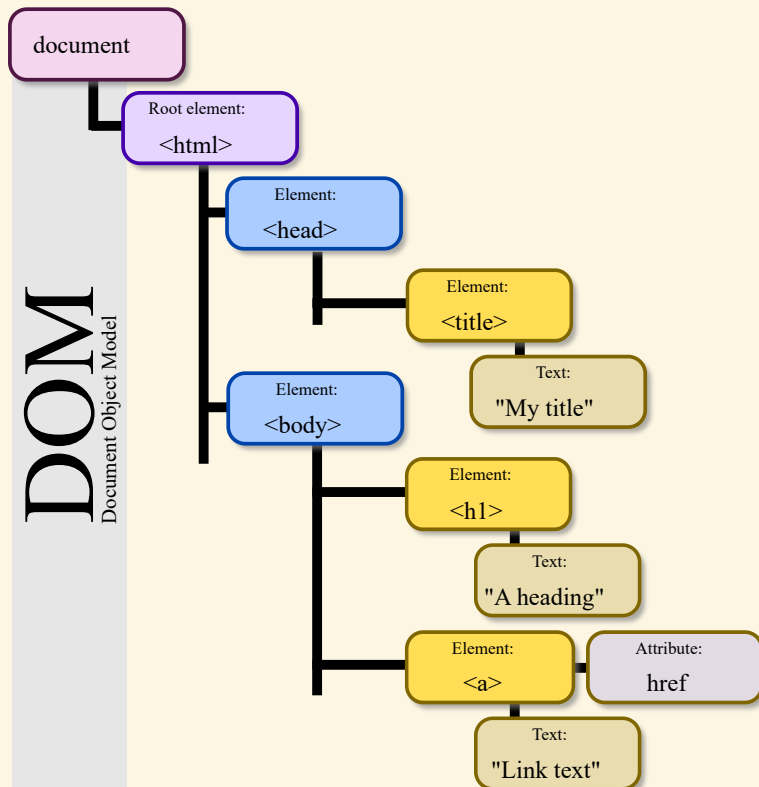 document
Root element:
<html>
Element:
<head>
Element:
<title>
Text:
"My title"
Element:
<body>
Element:
<h1>
Text:
"A heading"
Element:
<a>
Attribute:
href
Text:
"Link text"
DOM
Document Object Model